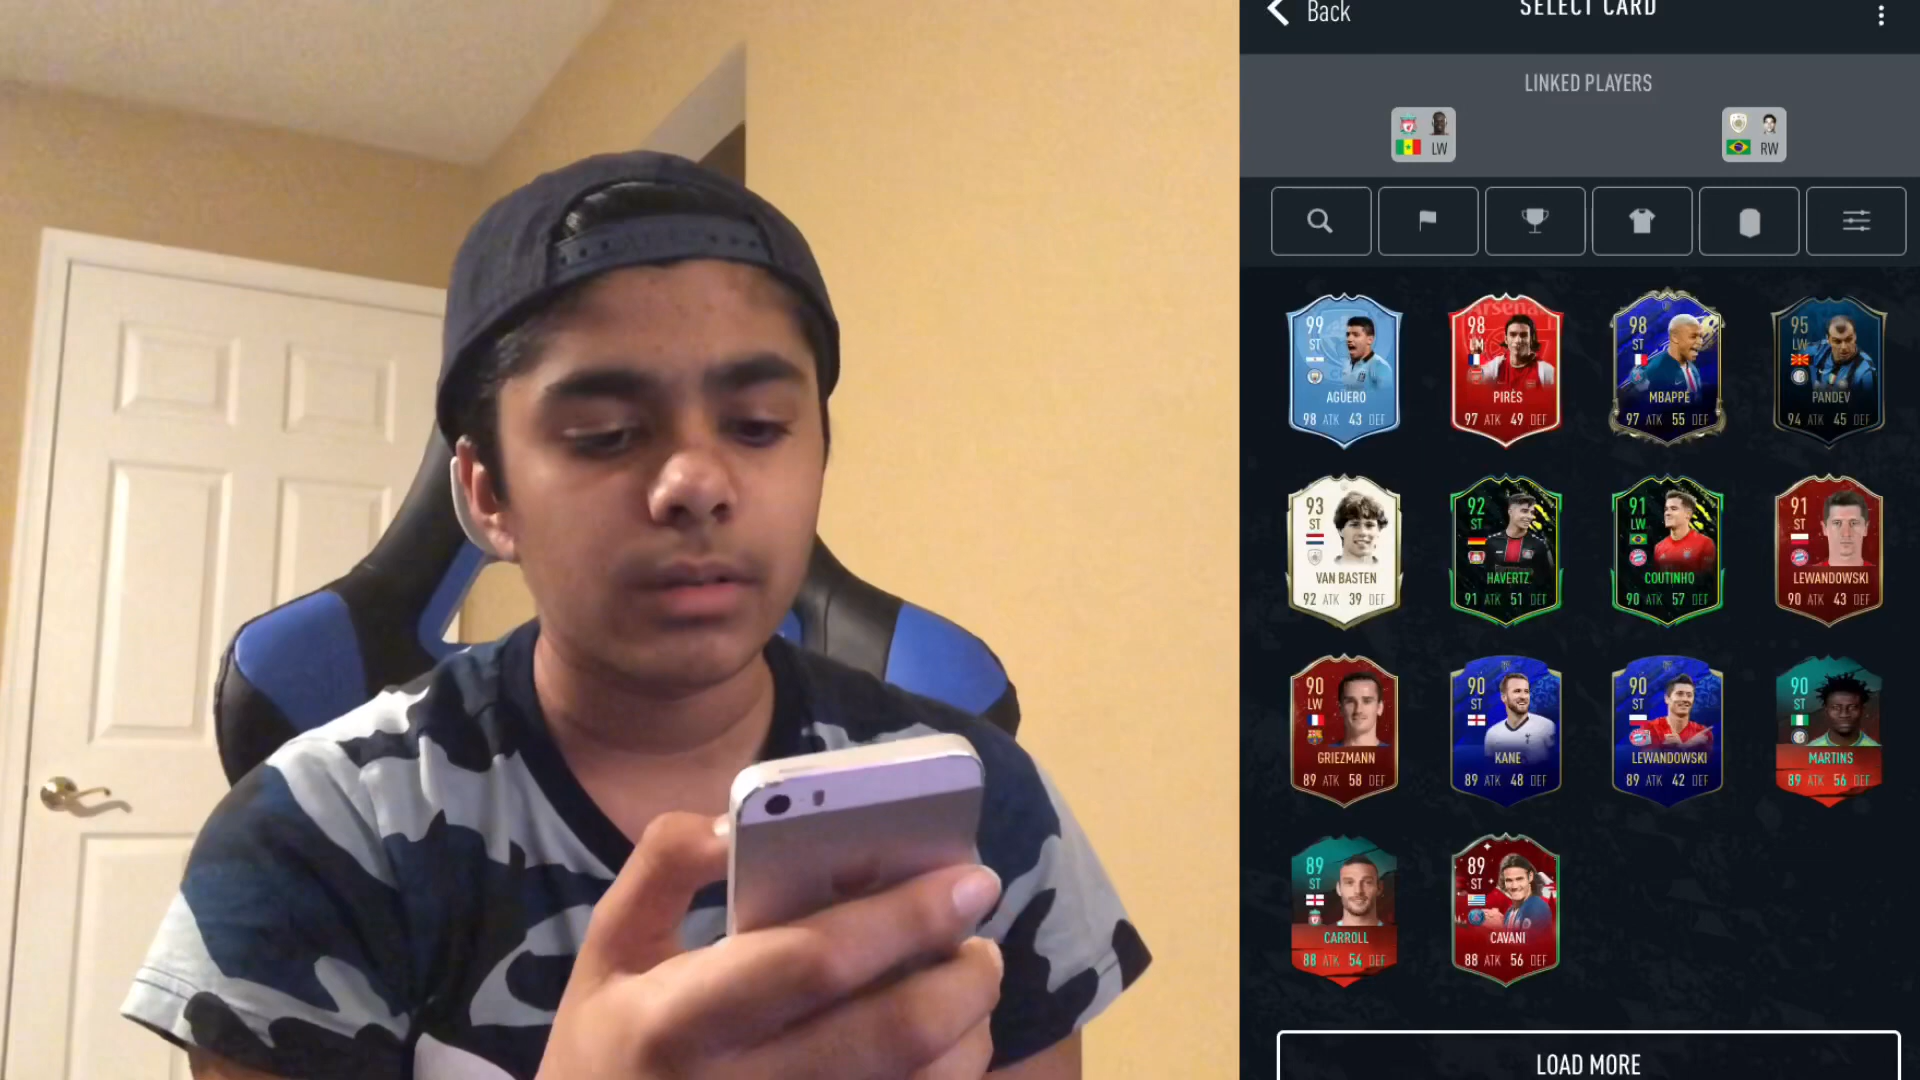 Back
SELECT CARD
LINKED PLAYERS
LW
RW
99 ST AGÜERO 98 ATK 43 DEF
98 LM PIRÈS 97 ATK 49 DEF
98 ST MBAPPÉ 97 ATK 55 DEF
95 LW PANDEV 94 ATK 45 DEF
93 ST VAN BASTEN 92 ATK 39 DEF
92 ST HAVERTZ 91 ATK 51 DEF
91 LW COUTINHO 90 ATK 57 DEF
91 ST LEWANDOWSKI 90 ATK 43 DEF
90 LW GRIEZMANN 89 ATK 58 DEF
90 ST KANE 89 ATK 48 DEF
90 ST LEWANDOWSKI 89 ATK 42 DEF
90 ST MARTINS 89 ATK 56 DEF
89 ST CARROLL 88 ATK 54 DEF
89 ST CAVANI 88 ATK 56 DEF
LOAD MORE